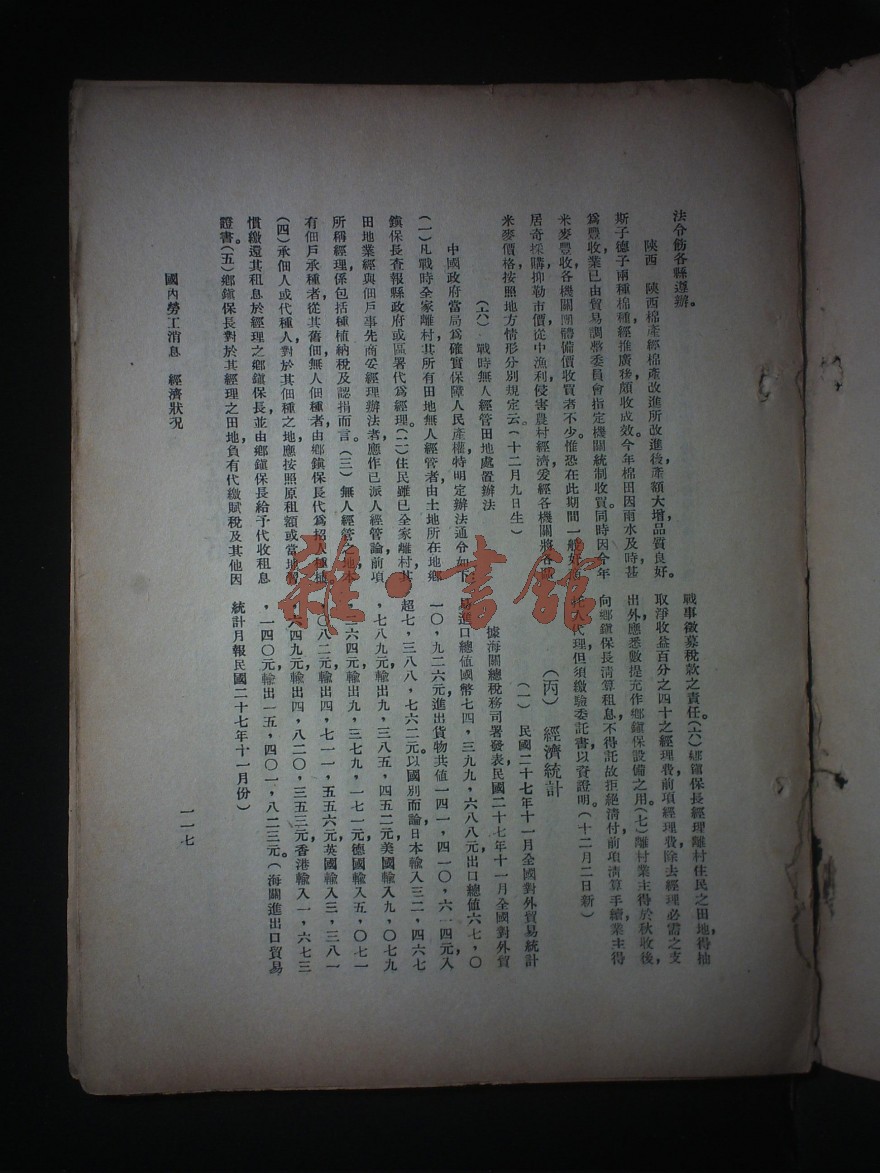 法令飭各縣遵辦。
陝西　陝西棉產經棉產改進所改進後，產額大增，品質良好。
斯子德子兩種棉種，經推廣後，頗收成效。今年棉田因雨水及時，甚
為豐收，業已由貿易調整委員會指定機關統制收買。同時因今年
米麥豐收，各機關團體備價收買者不少。惟恐在此期間，一般
居奇採購，抑勒市價，從中漁利，侵害農村經濟，爰經各機關將各
米麥價格，按照地方情形分別規定云。（十二月九日生）
（六）　戰時無人經管田地處置辦法
中國政府當局為確實保障人民產權，特明定辦法通令如下：
（一）凡戰時全家離村，其所有田地無人經管者，由土地所在地鄉
鎮保長查報縣政府或區署代為經理。（二）住民雖已全家離村，其
田地業經與佃戶事先商妥經理辦法者，應作已派人經管論，前項
所稱經理，係包括種植納稅及認捐而言。（三）無人經管之地，
有佃戶承種者，從其舊佃，無人佃種者，由鄉鎮保長代為招人種植。
（四）承佃人或代種人，對於其佃種之地，應按照原租額或當地習
慣繳還其租息於經理之鄉鎮保長，並由鄉鎮保長給予代收租息
證書。（五）鄉鎮保長對於其經理之田地，負有代繳賦稅及其他因
戰事徵募稅款之責任。（六）鄉鎮保長經理離村住民之田地，得抽
取淨收益百分之四十之經理費，前項經理費，除去經理必需之支
出外，應悉數提充作鄉鎮保設備之用。（七）離村業主得於秋收後，
向鄉鎮保長清算租息，不得託故拒絕清付，前項清算手續，業主得
托人代理，但須繳驗委託書，以資證明。（十二月二日新）
（丙）　經濟統計
（一）　民國二十七年十一月全國對外貿易統計
據海關總稅務司署發表，民國二十七年十一月全國對外貿
易進口總值國幣七四，三九九，六八八元，出口總值六七，〇
一〇，九二六元，進出貨物共值一四一，四一〇，六一四元，入
超七，三八八，七六二元。以國別而論，日本輸入三二，四六七
，七八九元，輸出九，三八五，四五二元，美國輸入九，〇七九
，二六四元，輸出九，三七九，一七一元，德國輸入五，〇七一
，〇八二元，輸出四，七一一，五五六元，英國輸入三，三八一
，六四九元，輸出四，八二〇，三五三元，香港輸入一，六七三
，一四〇元，輸出一五，四〇一，八二三元。（海關進出口貿易
統計月報民國二十七年十一月份）
國內勞工消息　經濟狀況
一一七
雜·書館